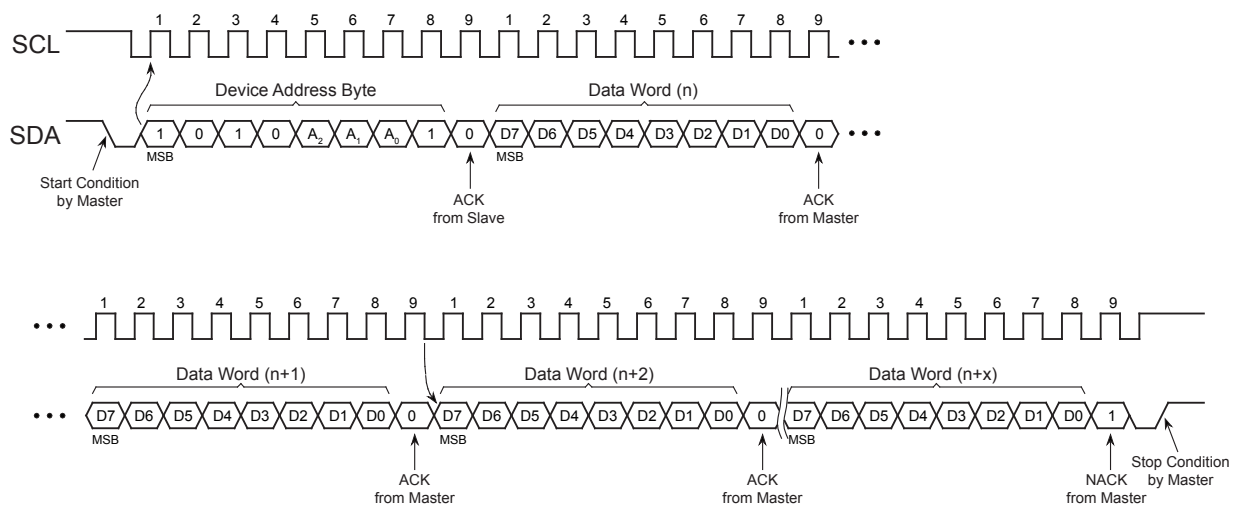 1 2 3 4 5 6 7 8 9 1 2 3 4 5 6 7 8 9
SCL
Device Address Byte Data Word (n)
SDA 1 0 1 0 A2 A1 A0 1 0 D7 D6 D5 D4 D3 D2 D1 D0 0
MSB MSB
Start Condition
by Master
ACK
from Slave
ACK
from Master
1 2 3 4 5 6 7 8 9 1 2 3 4 5 6 7 8 9 1 2 3 4 5 6 7 8 9
Data Word (n+1) Data Word (n+2) Data Word (n+x)
D7 D6 D5 D4 D3 D2 D1 D0 0 D7 D6 D5 D4 D3 D2 D1 D0 0 D7 D6 D5 D4 D3 D2 D1 D0 1
MSB MSB MSB
ACK
from Master
ACK
from Master
NACK
from Master
Stop Condition
by Master